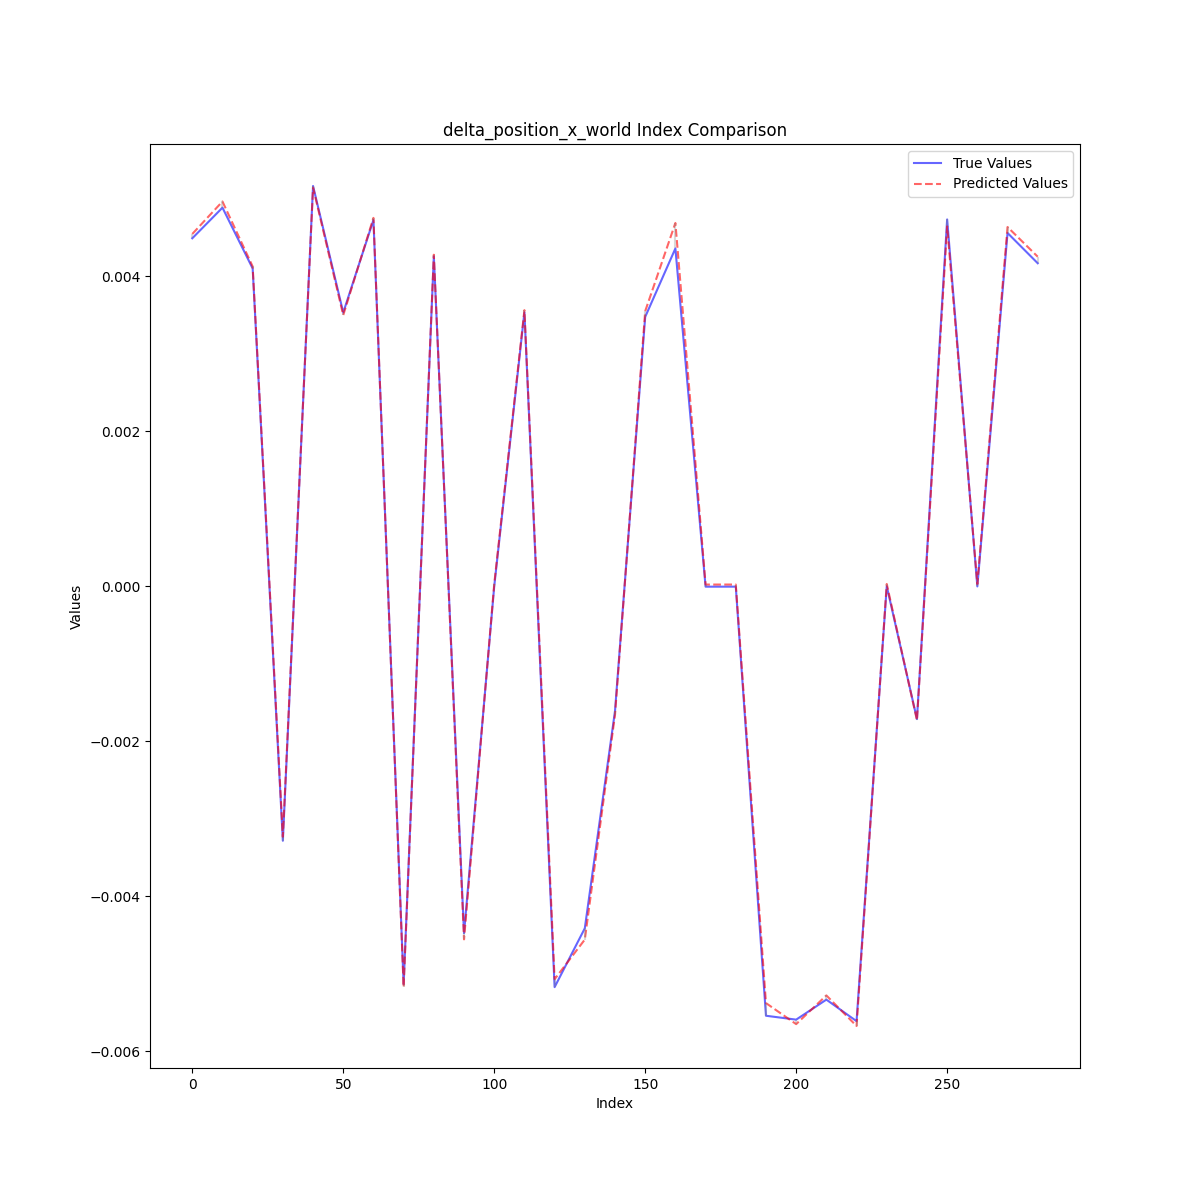 delta_position_x_world Index Comparison
True Values
Predicted Values
0.004
0.002
0.000
−0.002
−0.004
−0.006
Values
0 50 100 150 200 250
Index